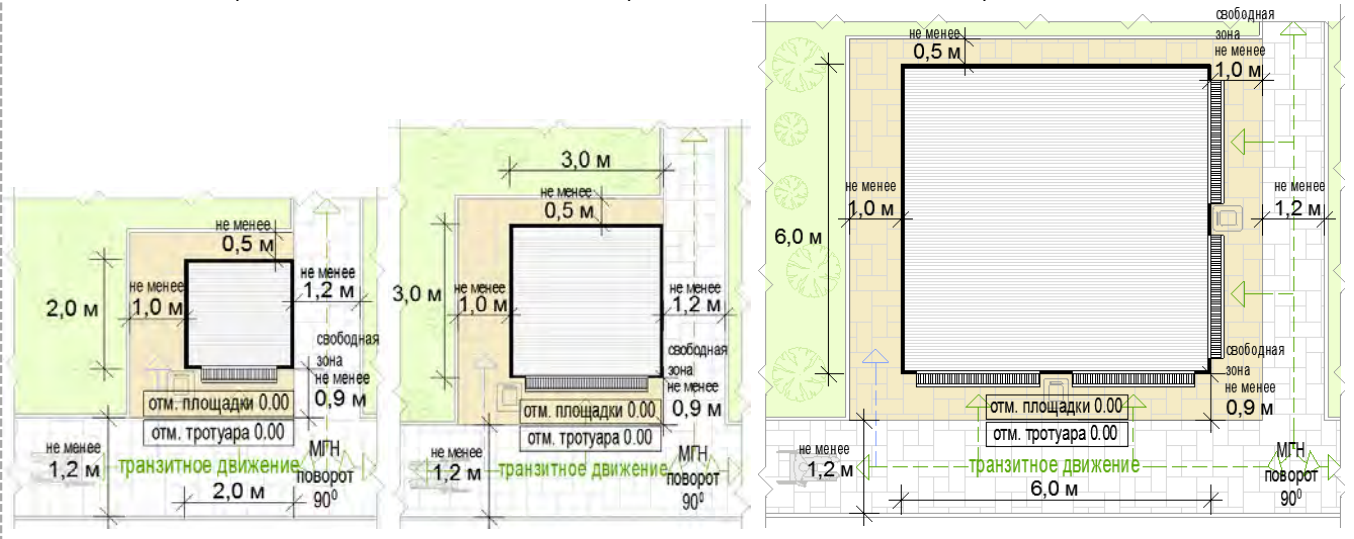 не менее
0,5 м
2,0 м
не менее
1,0 м
не менее
1,2 м
свободная
зона
не менее
0,9 м
отм. площадки 0.00
отм. тротуара 0.00
не менее
1,2 м
транзитное движение
МГН
поворот
90⁰
2,0 м
3,0 м
не менее
0,5 м
3,0 м
не менее
1,0 м
не менее
1,2 м
свободная
зона
не менее
0,9 м
отм. площадки 0.00
отм. тротуара 0.00
не менее
1,2 м
транзитное движение
МГН
поворот
90⁰
свободная
зона
не менее
1,0 м
не менее
0,5 м
не менее
1,0 м
6,0 м
не менее
1,2 м
свободная
зона
не менее
0,9 м
отм. площадки 0.00
отм. тротуара 0.00
не менее
1,2 м
транзитное движение
МГН
поворот
90⁰
6,0 м